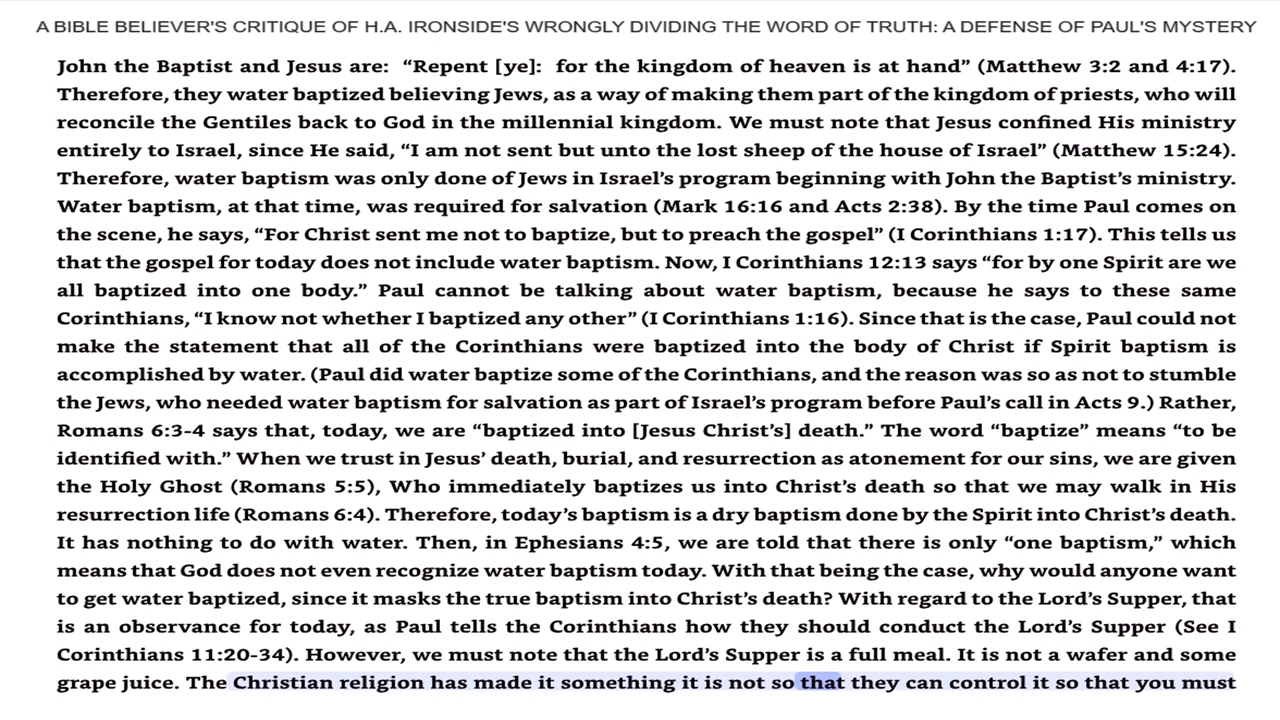 A BIBLE BELIEVER'S CRITIQUE OF H.A. IRONSIDE'S WRONGLY DIVIDING THE WORD OF TRUTH: A DEFENSE OF PAUL'S MYSTERY
John the Baptist and Jesus are: “Repent [ye]: for the kingdom of heaven is at hand” (Matthew 3:2 and 4:17).
Therefore, they water baptized believing Jews, as a way of making them part of the kingdom of priests, who will
reconcile the Gentiles back to God in the millennial kingdom. We must note that Jesus confined His ministry
entirely to Israel, since He said, “I am not sent but unto the lost sheep of the house of Israel” (Matthew 15:24).
Therefore, water baptism was only done of Jews in Israel’s program beginning with John the Baptist’s ministry.
Water baptism, at that time, was required for salvation (Mark 16:16 and Acts 2:38). By the time Paul comes on
the scene, he says, “For Christ sent me not to baptize, but to preach the gospel” (I Corinthians 1:17). This tells us
that the gospel for today does not include water baptism. Now, I Corinthians 12:13 says “for by one Spirit are we
all baptized into one body.” Paul cannot be talking about water baptism, because he says to these same
Corinthians, “I know not whether I baptized any other” (I Corinthians 1:16). Since that is the case, Paul could not
make the statement that all of the Corinthians were baptized into the body of Christ if Spirit baptism is
accomplished by water. (Paul did water baptize some of the Corinthians, and the reason was so as not to stumble
the Jews, who needed water baptism for salvation as part of Israel’s program before Paul’s call in Acts 9.) Rather,
Romans 6:3-4 says that, today, we are “baptized into [Jesus Christ’s] death.” The word “baptize” means “to be
identified with.” When we trust in Jesus’ death, burial, and resurrection as atonement for our sins, we are given
the Holy Ghost (Romans 5:5), Who immediately baptizes us into Christ’s death so that we may walk in His
resurrection life (Romans 6:4). Therefore, today’s baptism is a dry baptism done by the Spirit into Christ’s death.
It has nothing to do with water. Then, in Ephesians 4:5, we are told that there is only “one baptism,” which
means that God does not even recognize water baptism today. With that being the case, why would anyone want
to get water baptized, since it masks the true baptism into Christ’s death? With regard to the Lord’s Supper, that
is an observance for today, as Paul tells the Corinthians how they should conduct the Lord’s Supper (See I
Corinthians 11:20-34). However, we must note that the Lord’s Supper is a full meal. It is not a wafer and some
grape juice. The Christian religion has made it something it is not so that they can control it so that you must